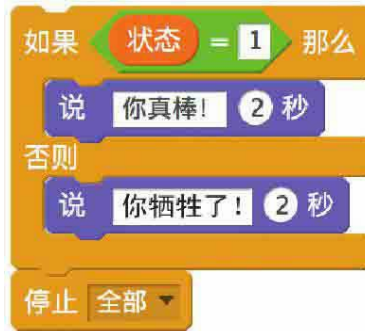 如果 状态 = 1 那么
说 你真棒! 2 秒
否则
说 你牺牲了! 2 秒
停止 全部